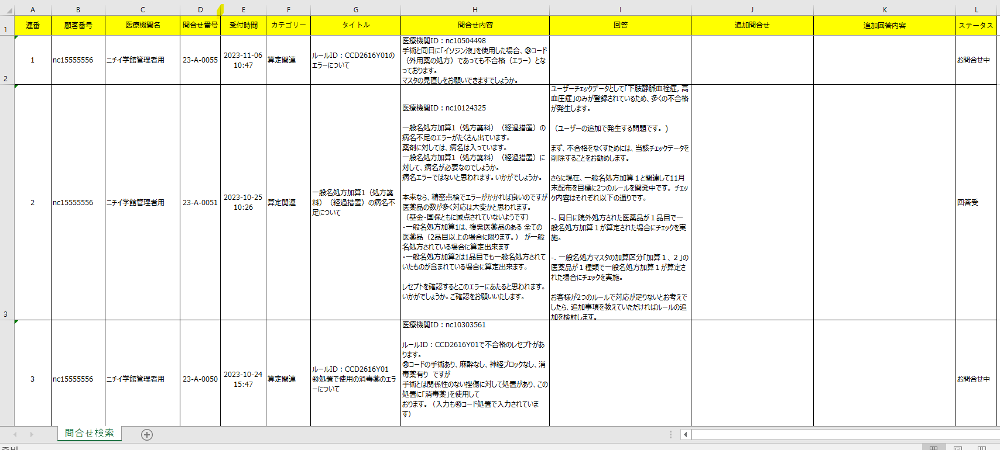 A B C D E F G H I J K L
1 連番 顧客番号 医療機関名 問合せ番号 受付時間 カテゴリー タイトル 問合せ内容 回答 追加問合せ 追加回答内容 ステータス
2
1
nc15555556
ニチイ学館管理者用
23-A-0055
2023-11-06
10:47
算定関連
ルールID:CCD2616Y01の
エラーについて
医療機関ID:nc10504498
手術と同日に「イソジン液」を使用した場合、㉓コード
(外用薬の処方)であっても不合格(エラー)とな
っております。
マスタの見直しをお願いできますでしょうか。
お問合せ中
3
2
nc15555556
ニチイ学館管理者用
23-A-0051
2023-10-25
10:26
算定関連
一般名処方加算1(処方箋
料)(経過措置)の病名不
足について
医療機関ID:nc10124325
一般名処方加算1(処方箋料)(経過措置)の
病名不足のエラーがたくさん出ています。
薬剤に対しては、病名は入っています。
一般名処方加算1(処方箋料)(経過措置)に
対して、病名が必要なのでしょうか。
病名エラーではないと思われます。いかがでしょうか。
本来なら、精密点検でエラーがかかれば良いのですが
医薬品の数が多く対応は大変かと思われます。
(基金・国保ともに減点されていないようです)
・一般名処方加算1は、後発医薬品のある 全ての
医薬品(2品目以上の場合に限ります。) が一般
名処方されている場合に算定出来ます
・一般名処方加算2は1品目でも一般名処方されて
いたものが含まれている場合に算定出来ます。
レセプトを確認するとこのエラーにあたると思われます。
いかがでしょうか。ご確認をお願いいたします。
ユーザーチェックデータとして「下肢静脈血栓症, 高
血圧症」のみが登録されているため、多くの不合格
が発生します。
(ユーザーの追加で発生する問題です。)
まず、不合格をなくすためには、当該チェックデータを
削除することをお勧めします。
さらに現在、一般名処方加算１と関連して11月
末配布を目標に2つのルールを開発中です。チェッ
ク内容はそれぞれ以下の通りです。
-. 同日に院外処方された医薬品が１品目で一
般名処方加算１が算定された場合にチェックを実
施。
-. 一般名処方マスタの加算区分「加算１、２」の
医薬品が１種類で一般名処方加算１が算定さ
れた場合にチェックを実施。
お客様が2つのルールで対応が足りないとお考えで
したら、追加事項を教えていただければルールの追
加を検討します。
回答受
3
nc15555556
ニチイ学館管理者用
23-A-0050
2023-10-24
15:47
算定関連
ルールID:CCD2616Y01
㊵処置で使用の消毒薬のエラ
ーについて
医療機関ID:nc10303561
ルールID:CCD2616Y01で不合格のレセプトがあ
ります。
㊿コードの手術あり、麻酔なし、神経ブロックなし、消
毒薬有り ですが
手術とは関係性のない挫傷に対して処置があり、この
処置に「消毒薬」を使用して
おります。(入力も㊵コード処置で入力されていま
す)
お問合せ中
問合せ検索